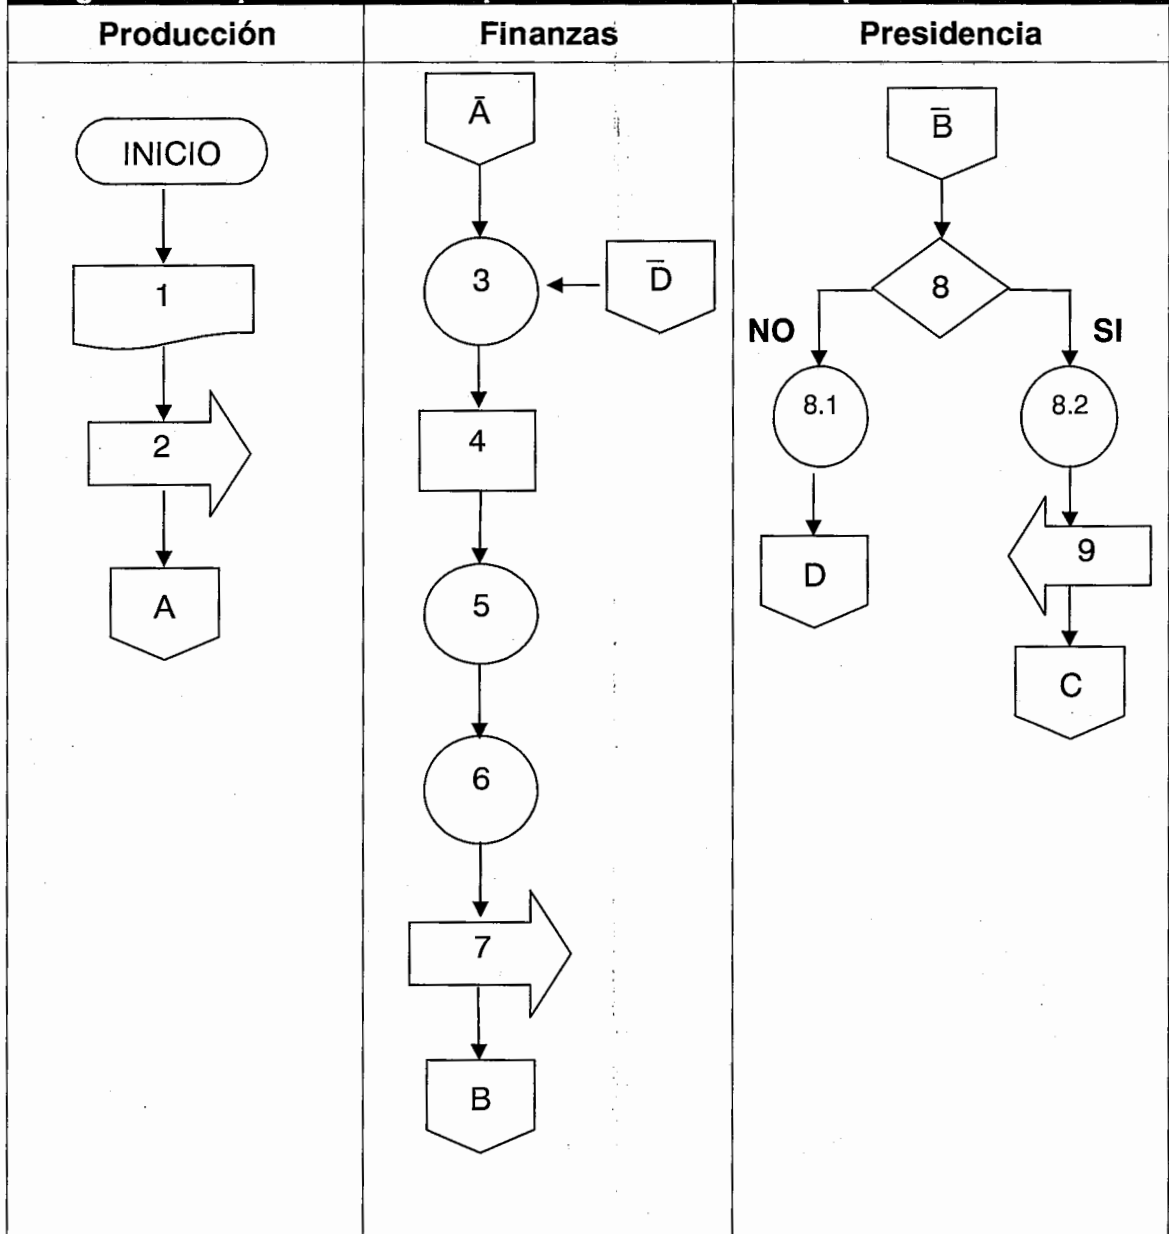 Producción
Finanzas
Presidencia
INICIO
1
2
A
Ā
3
D̅
4
5
6
7
B
B̅
8
NO
SI
8.1
8.2
D
9
C